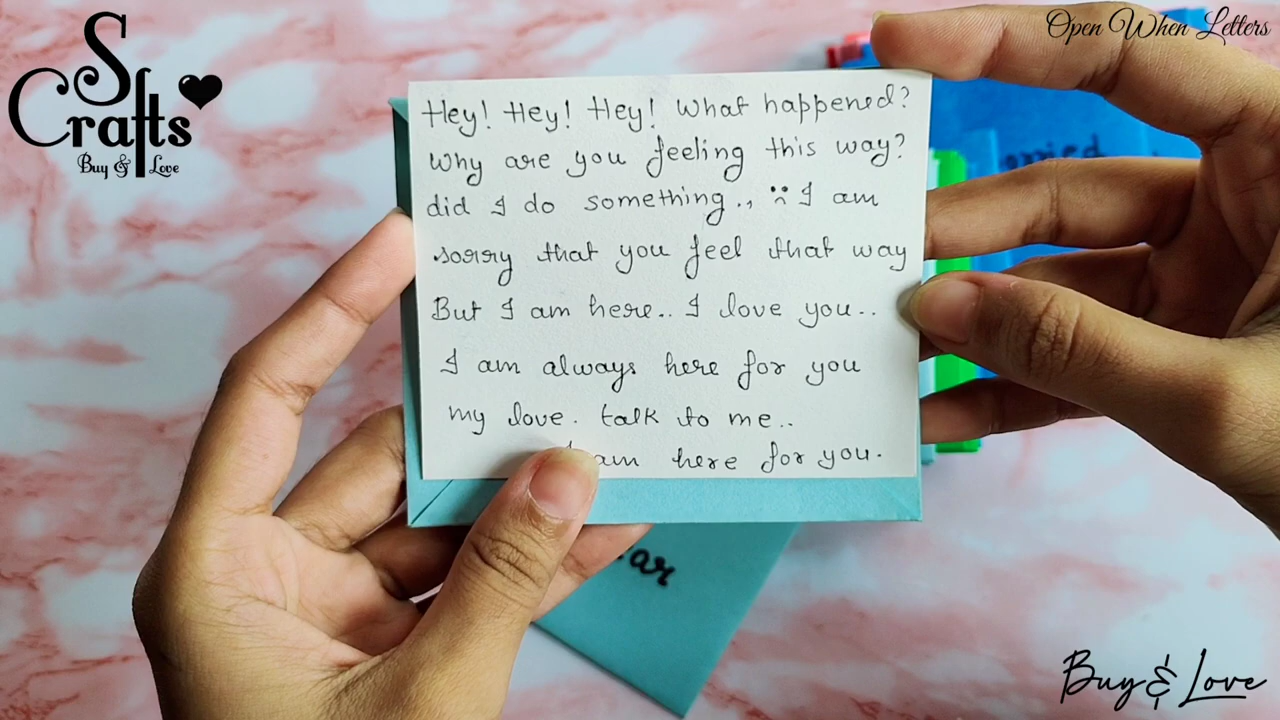 S
Crafts
Buy & Love
Open When Letters
Hey! Hey! Hey! What happened?
Why are you feeling this way?
did I do something.. I am
sorry that you feel that way
But I am here.. I love you..
I am always here for you
my love. talk to me..
I am here for you.
Buy & Love